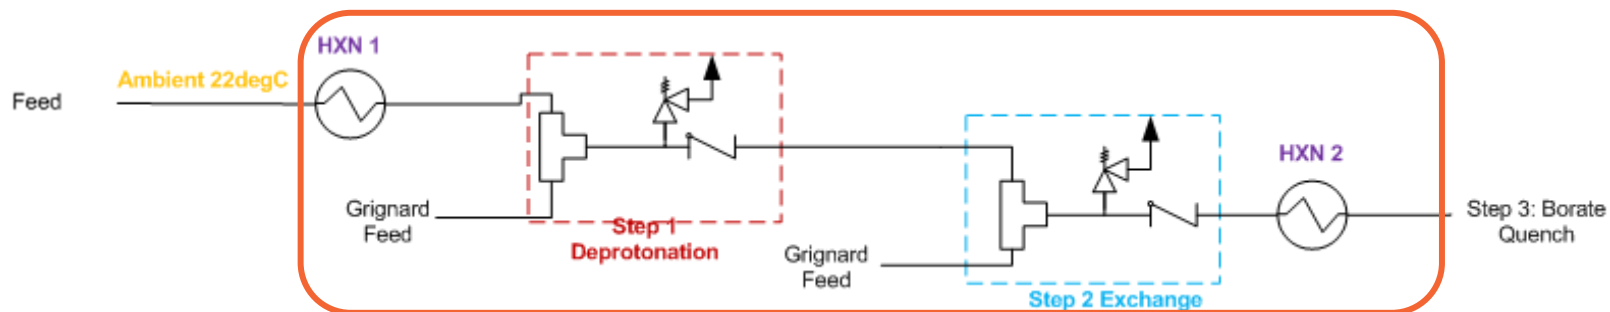 HXN 1
Ambient 22degC
Feed
Grignard
Feed
Step 1
Deprotonation
Grignard
Feed
Step 2 Exchange
HXN 2
Step 3: Borate
Quench